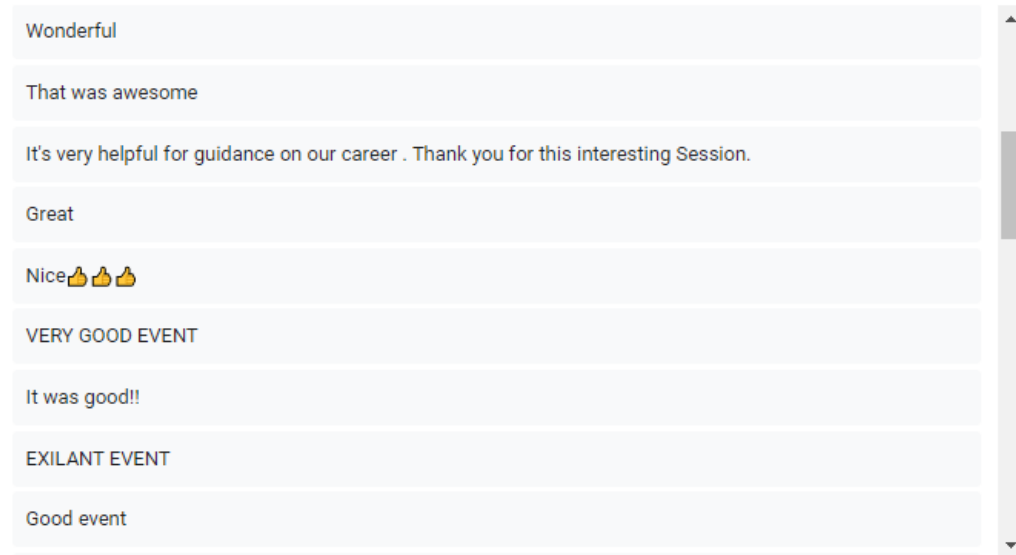 Wonderful
That was awesome
It's very helpful for guidance on our career . Thank you for this interesting Session.
Great
Nice👍👍👍
VERY GOOD EVENT
It was good!!
EXILANT EVENT
Good event